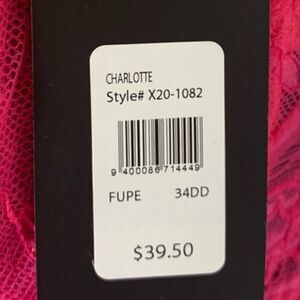 CHARLOTTE
Style# X20-1082
9 400086 714449
FUPE 34DD
$39.50